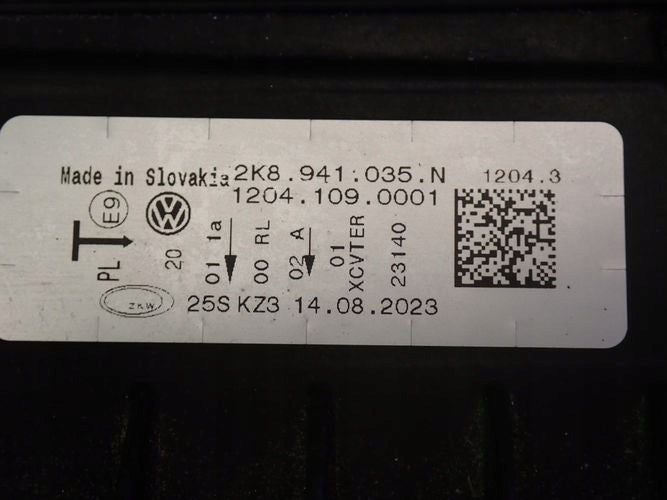 Made in Slovakia 2K8.941.035.N 1204.3
1204.109.0001
E9
PL
20
01 1a
00 RL
02 A
01
XCVTER
23140
ZKW 25S KZ3 14.08.2023